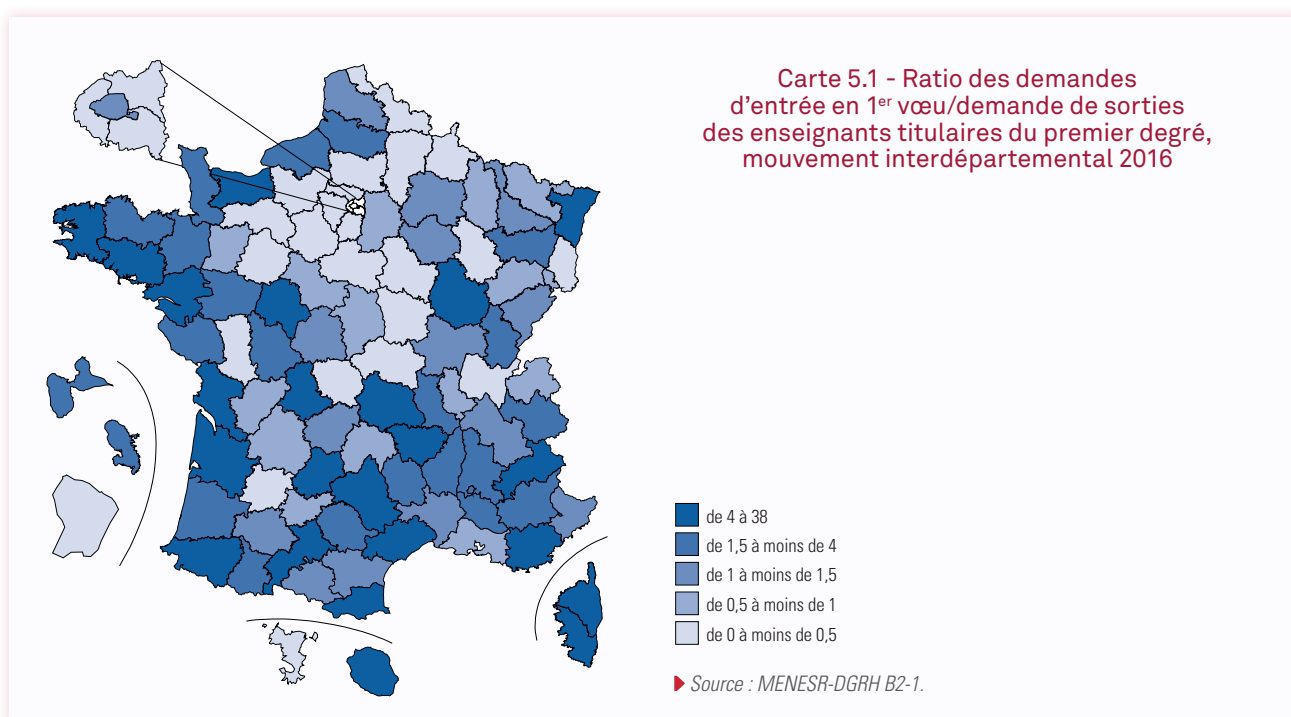 Carte 5.1 - Ratio des demandes
d'entrée en 1er vœu/demande de sorties
des enseignants titulaires du premier degré,
mouvement interdépartemental 2016
de 4 à 38
de 1,5 à moins de 4
de 1 à moins de 1,5
de 0,5 à moins de 1
de 0 à moins de 0,5
Source : MENESR-DGRH B2-1.